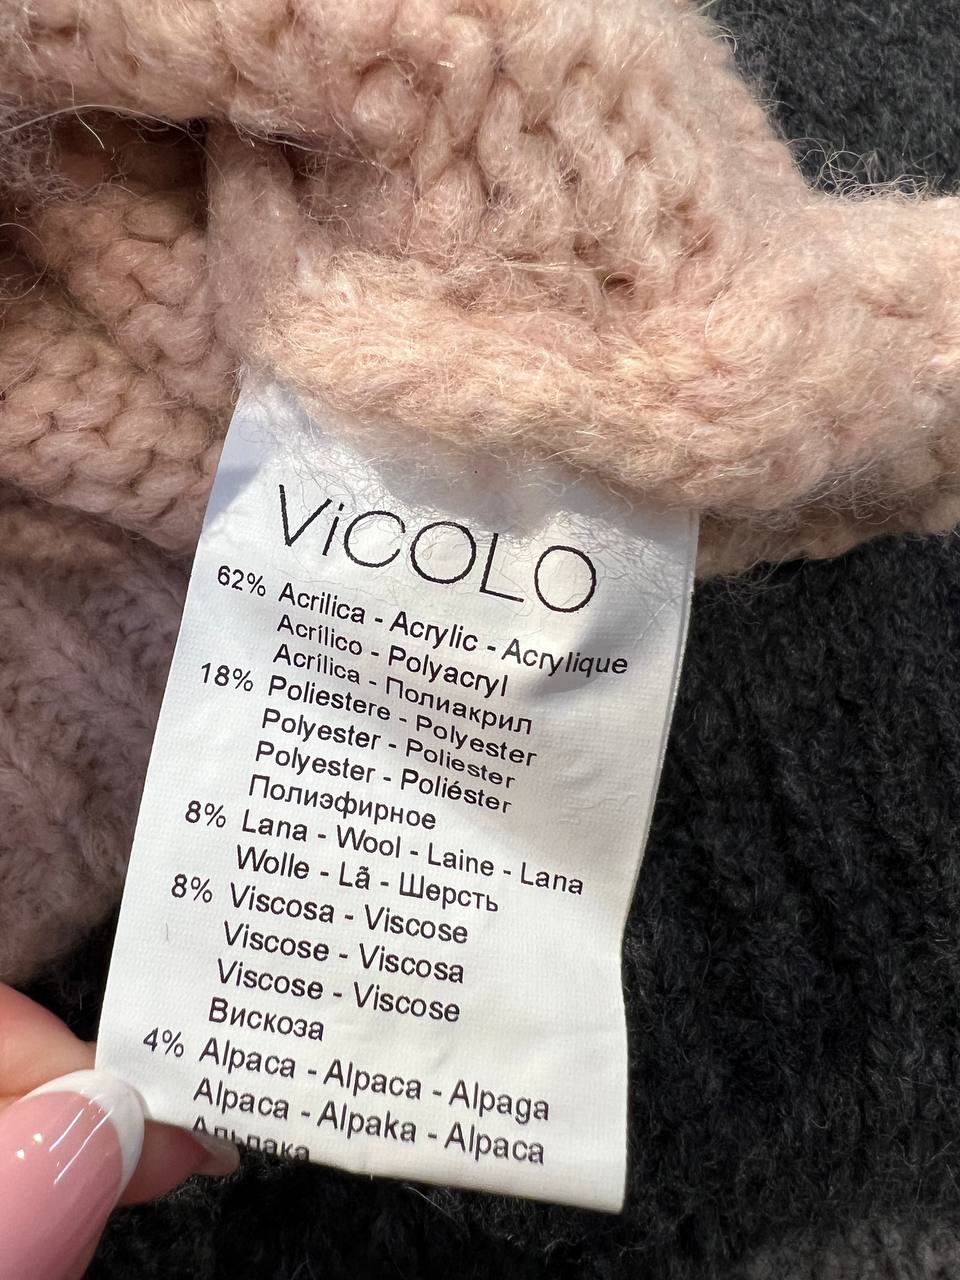 ViCOLO
62% Acrilica - Acrylic - Acrylique
Acrílico - Polyacryl
Acrílica - Полиакрил
18% Poliestere - Polyester
Polyester - Poliester
Polyester - Poliéster
Полиэфирное
8% Lana - Wool - Laine - Lana
Wolle - Lã - Шерсть
8% Viscosa - Viscose
Viscose - Viscosa
Viscose - Viscose
Вискоза
4% Alpaca - Alpaca - Alpaga
Alpaca - Alpaka - Alpaca
Альпака